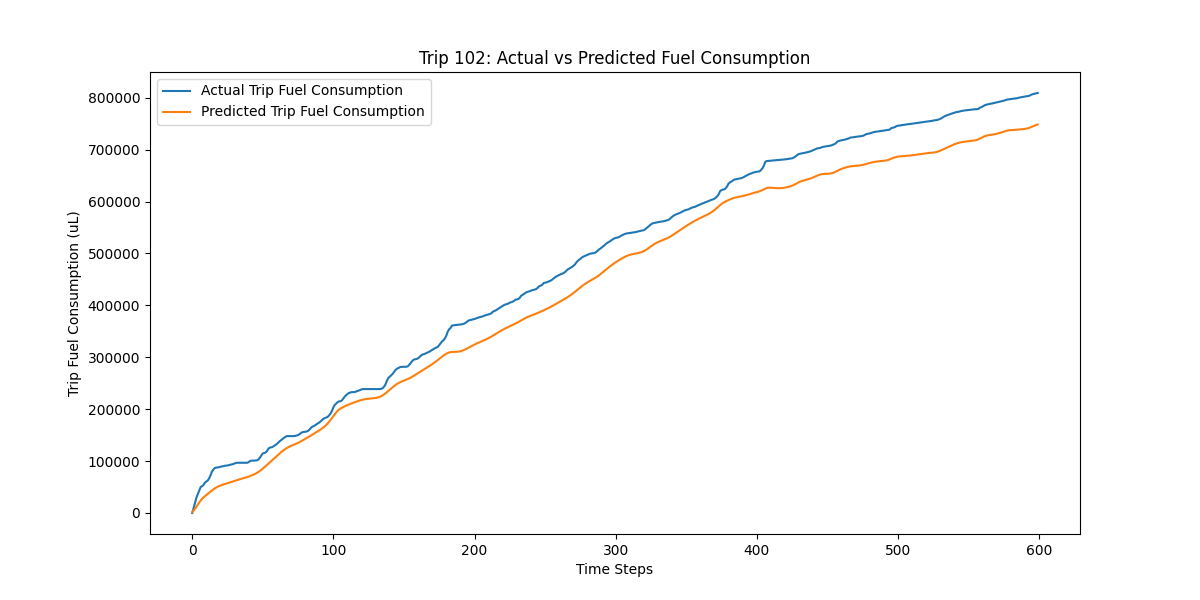 Trip 102: Actual vs Predicted Fuel Consumption
Actual Trip Fuel Consumption
Predicted Trip Fuel Consumption
Trip Fuel Consumption (uL)
800000
700000
600000
500000
400000
300000
200000
100000
0
0 100 200 300 400 500 600
Time Steps